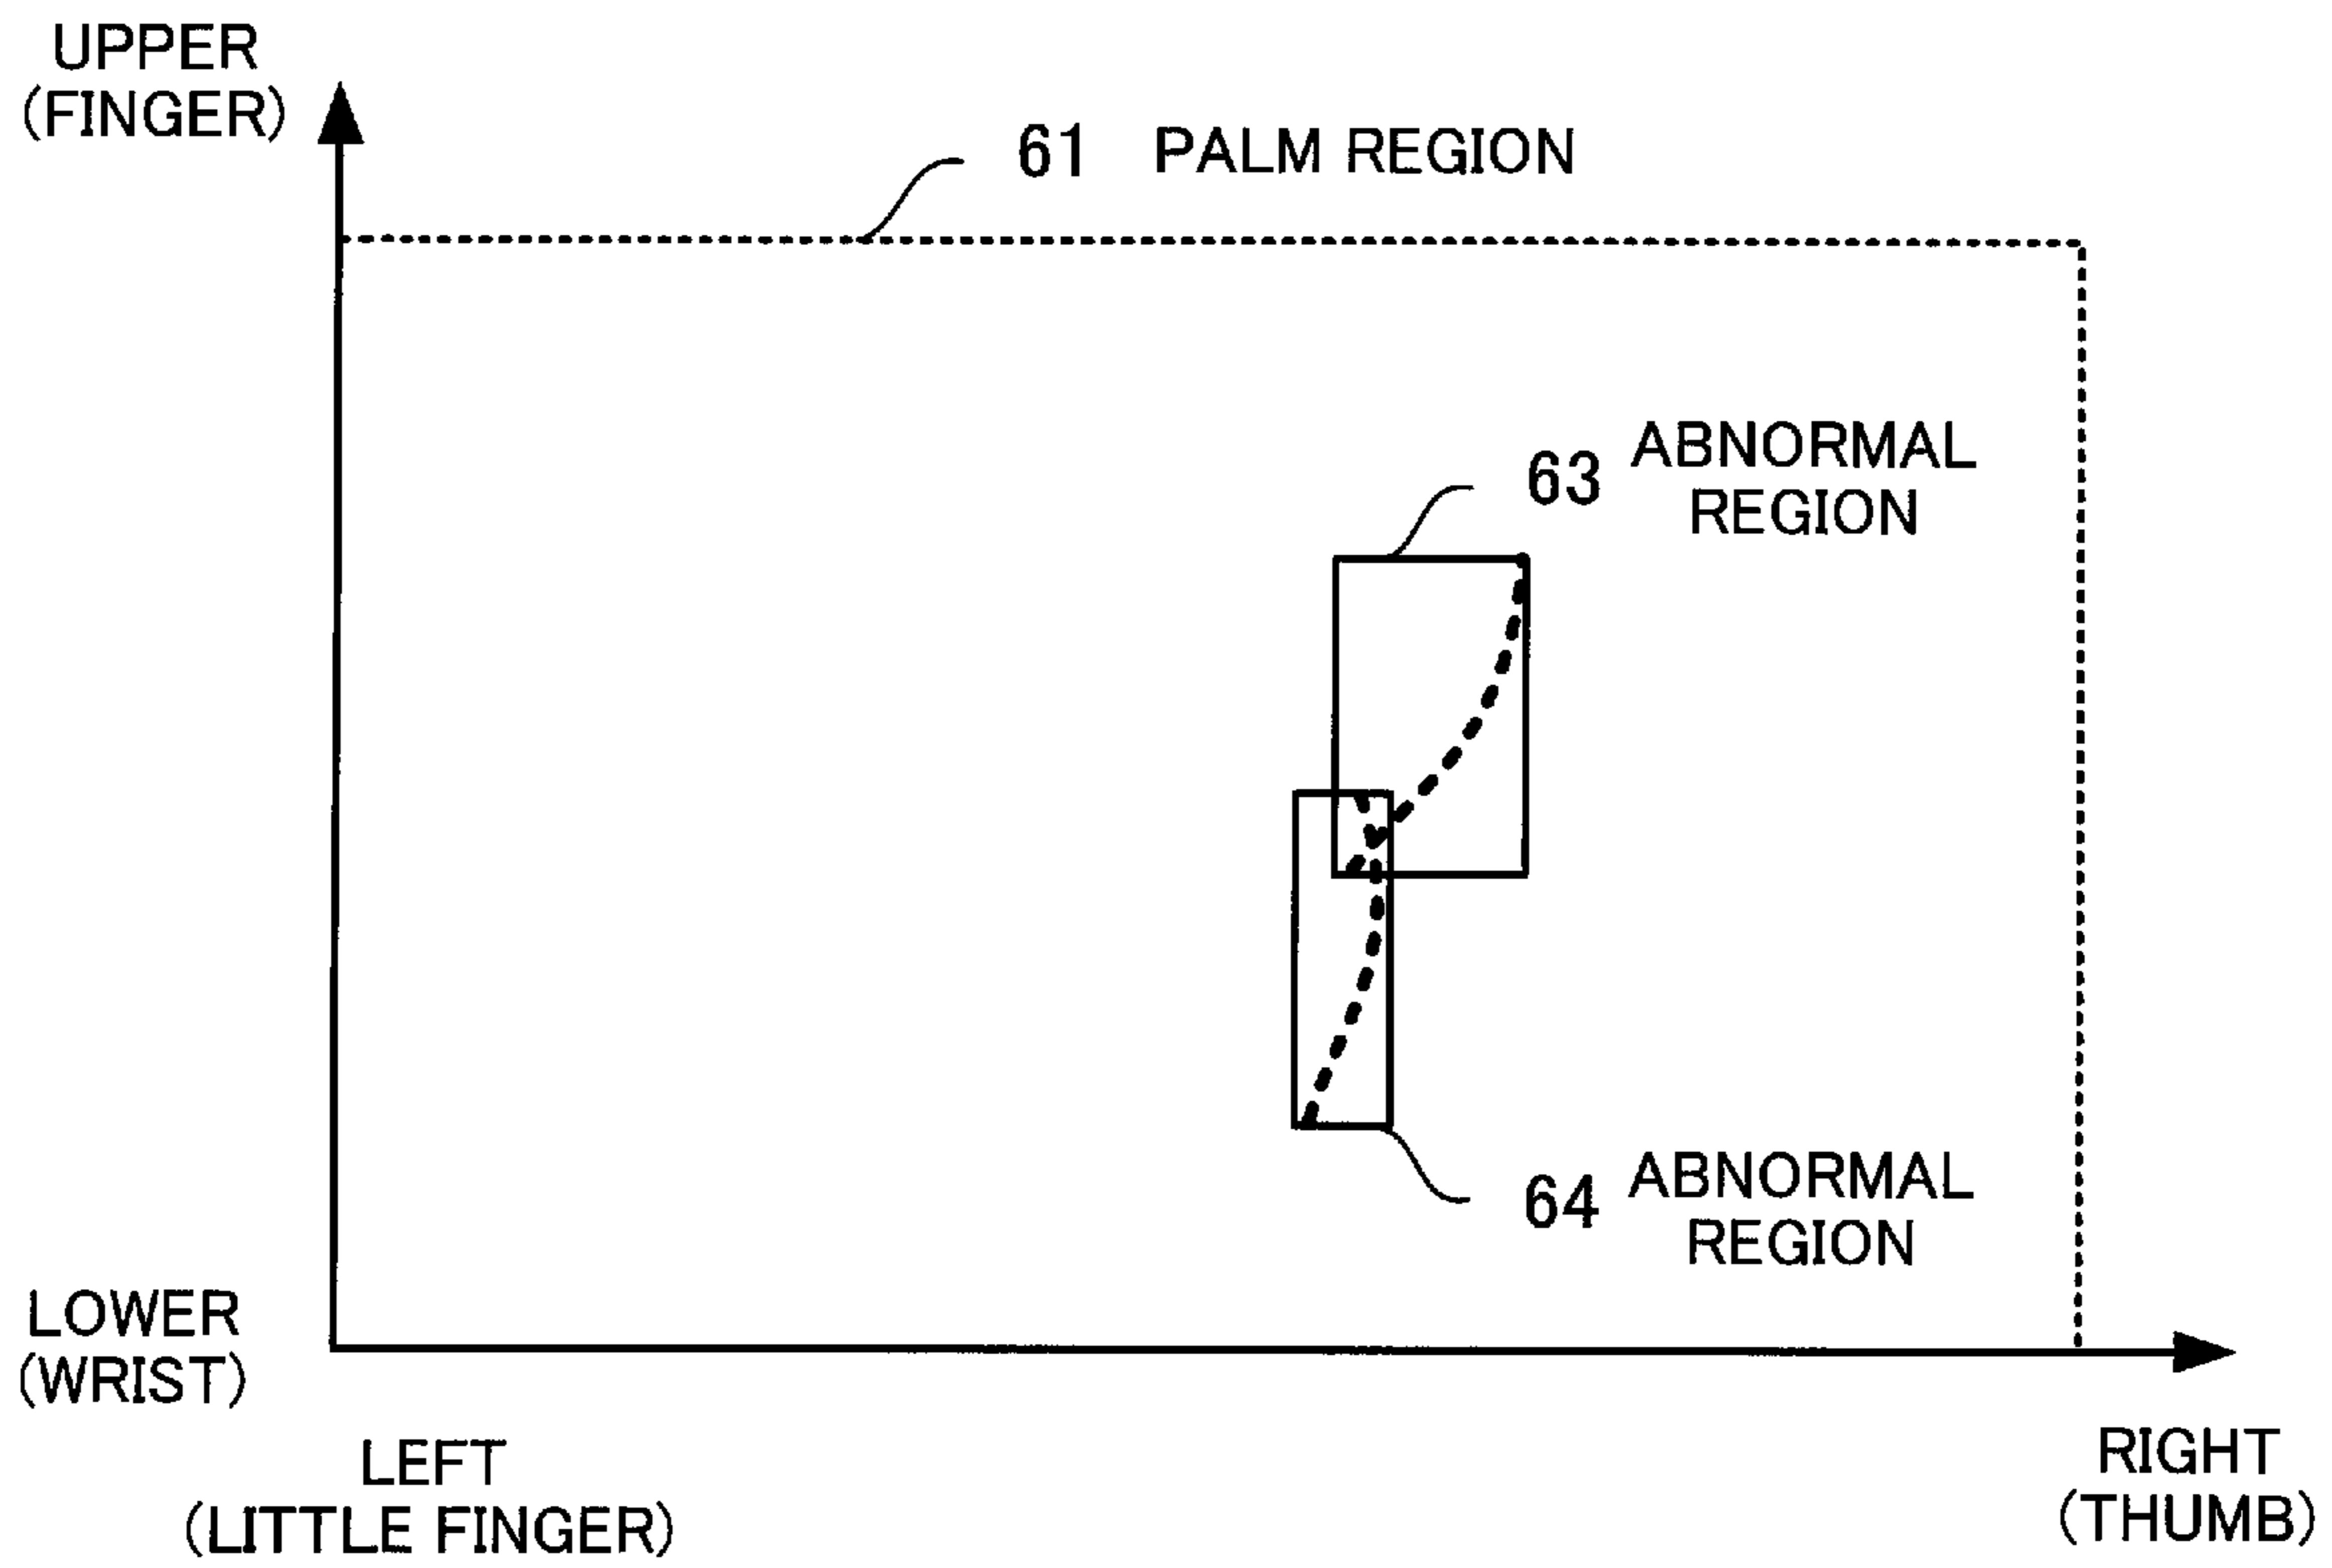 UPPER
(FINGER)
61 PALM REGION
63 ABNORMAL
REGION
64 ABNORMAL
REGION
LOWER
(WRIST)
LEFT
(LITTLE FINGER)
RIGHT
(THUMB)